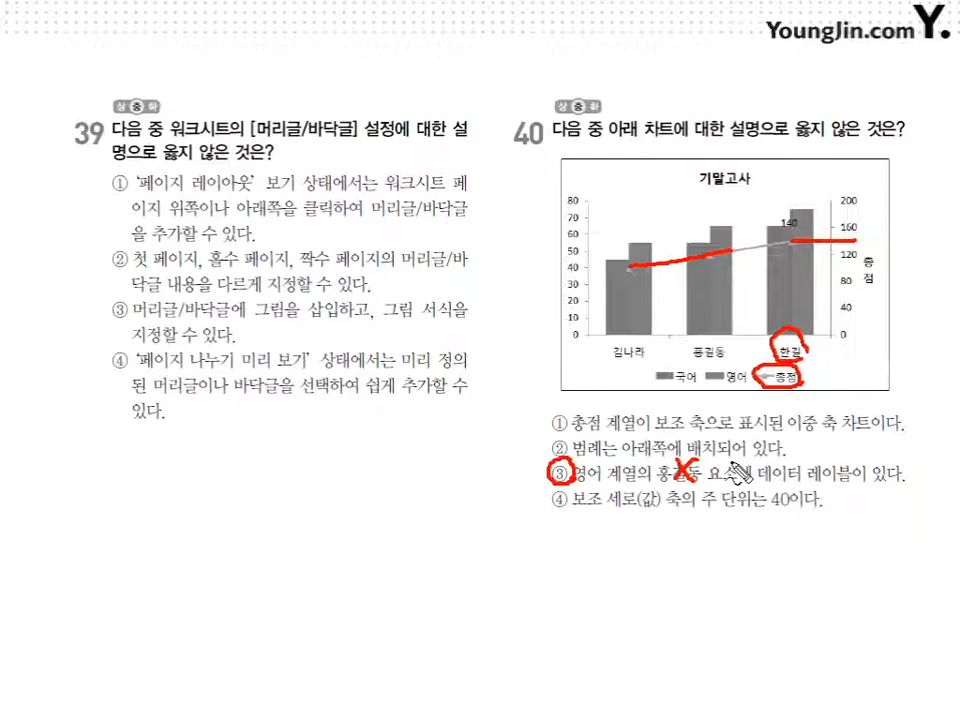 YoungJin.com Y.
상 중 하
39 다음 중 워크시트의 [머리글/바닥글] 설정에 대한 설
명으로 옳지 않은 것은?
① '페이지 레이아웃' 보기 상태에서는 워크시트 페
이지 위쪽이나 아래쪽을 클릭하여 머리글/바닥글
을 추가할 수 있다.
② 첫 페이지, 홀수 페이지, 짝수 페이지의 머리글/바
닥글 내용을 다르게 지정할 수 있다.
③ 머리글/바닥글에 그림을 삽입하고, 그림 서식을
지정할 수 있다.
④ '페이지 나누기 미리 보기' 상태에서는 미리 정의
된 머리글이나 바닥글을 선택하여 쉽게 추가할 수
있다.
상 중 하
40 다음 중 아래 차트에 대한 설명으로 옳지 않은 것은?
기말고사
80 200
70
60 160
50 120
40
30 80
20 40
10
0 0
140
총점
김나라 홍길동 한길
국어 영어 총점
① 총점 계열이 보조 축으로 표시된 이중 축 차트이다.
② 범례는 아래쪽에 배치되어 있다.
③ 영어 계열의 홍길동 요소에 데이터 레이블이 있다.
④ 보조 세로(값) 축의 주 단위는 40이다.